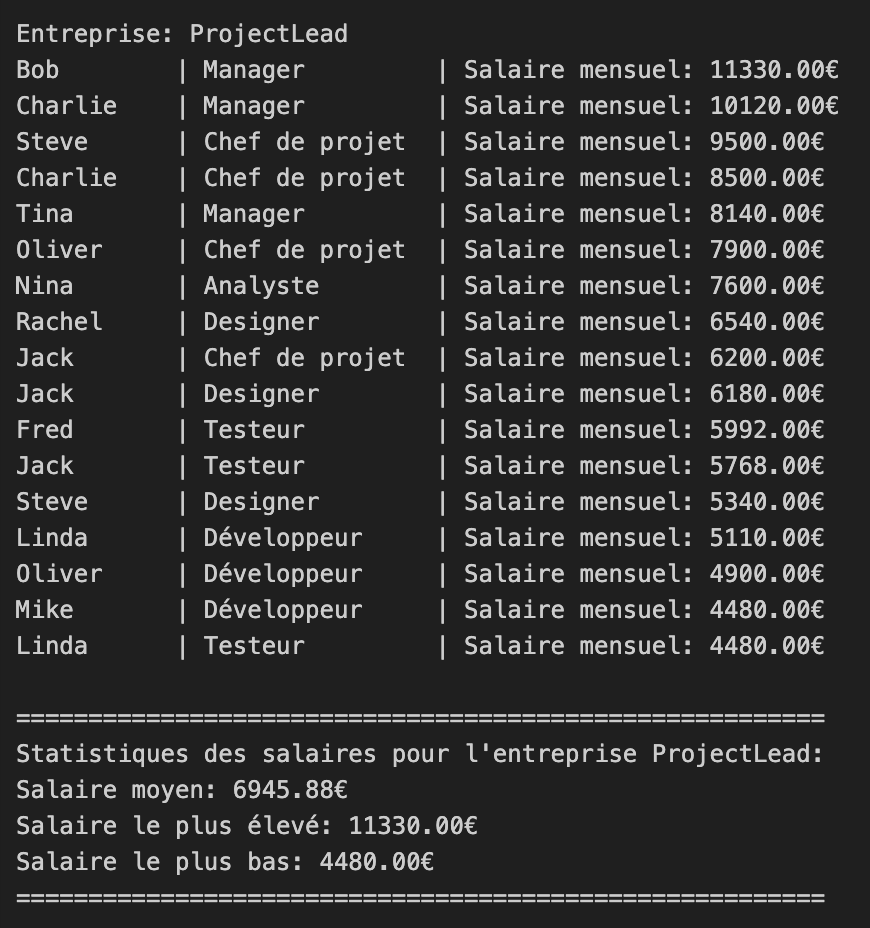 Entreprise: ProjectLead
Bob        | Manager         | Salaire mensuel: 11330.00€
Charlie    | Manager         | Salaire mensuel: 10120.00€
Steve      | Chef de projet  | Salaire mensuel: 9500.00€
Charlie    | Chef de projet  | Salaire mensuel: 8500.00€
Tina       | Manager         | Salaire mensuel: 8140.00€
Oliver     | Chef de projet  | Salaire mensuel: 7900.00€
Nina       | Analyste        | Salaire mensuel: 7600.00€
Rachel     | Designer        | Salaire mensuel: 6540.00€
Jack       | Chef de projet  | Salaire mensuel: 6200.00€
Jack       | Designer        | Salaire mensuel: 6180.00€
Fred       | Testeur         | Salaire mensuel: 5992.00€
Jack       | Testeur         | Salaire mensuel: 5768.00€
Steve      | Designer        | Salaire mensuel: 5340.00€
Linda      | Développeur     | Salaire mensuel: 5110.00€
Oliver     | Développeur     | Salaire mensuel: 4900.00€
Mike       | Développeur     | Salaire mensuel: 4480.00€
Linda      | Testeur         | Salaire mensuel: 4480.00€
========================================================
Statistiques des salaires pour l'entreprise ProjectLead:
Salaire moyen: 6945.88€
Salaire le plus élevé: 11330.00€
Salaire le plus bas: 4480.00€
========================================================